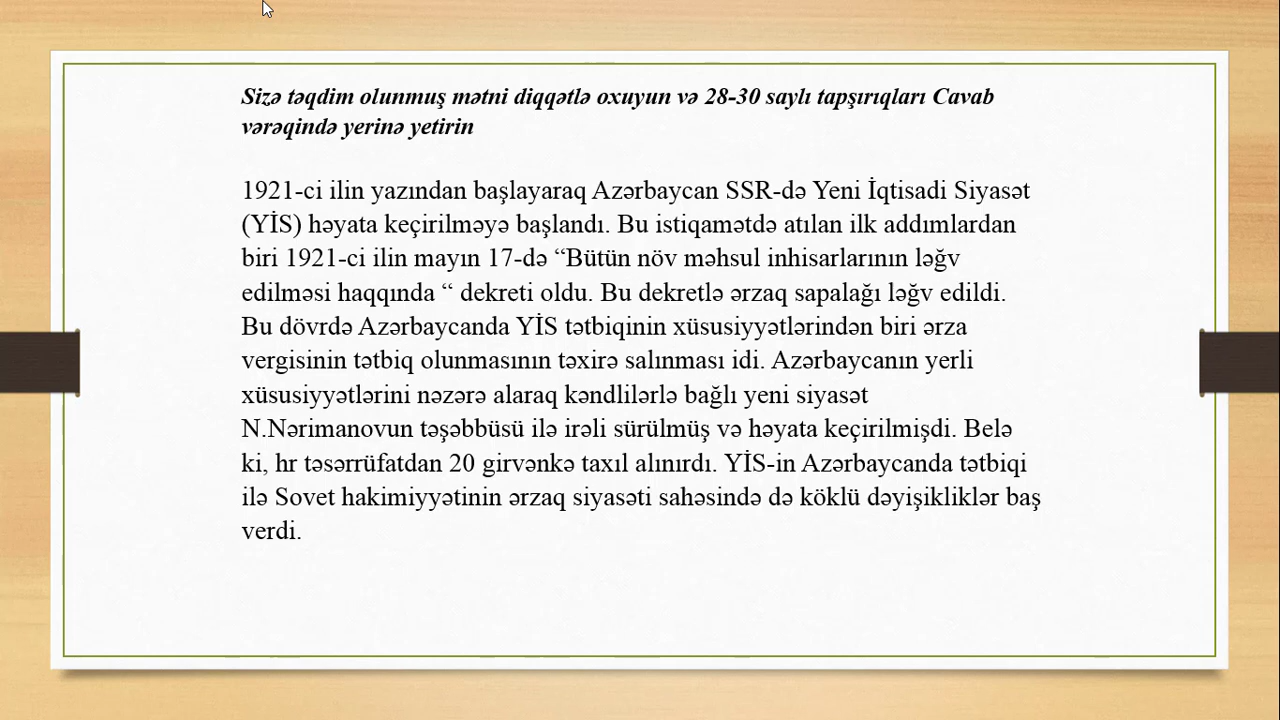 Sizə təqdim olunmuş mətni diqqətlə oxuyun və 28-30 saylı tapşırıqları Cavab
vərəqində yerinə yetirin
1921-ci ilin yazından başlayaraq Azərbaycan SSR-də Yeni İqtisadi Siyasət
(YİS) həyata keçirilməyə başlandı. Bu istiqamətdə atılan ilk addımlardan
biri 1921-ci ilin mayın 17-də “Bütün növ məhsul inhisarlarının ləğv
edilməsi haqqında “ dekreti oldu. Bu dekretlə ərzaq sapalağı ləğv edildi.
Bu dövrdə Azərbaycanda YİS tətbiqinin xüsusiyyətlərindən biri ərza
vergisinin tətbiq olunmasının təxirə salınması idi. Azərbaycanın yerli
xüsusiyyətlərini nəzərə alaraq kəndlilərlə bağlı yeni siyasət
N.Nərimanovun təşəbbüsü ilə irəli sürülmüş və həyata keçirilmişdi. Belə
ki, hr təsərrüfatdan 20 girvənkə taxıl alınırdı. YİS-in Azərbaycanda tətbiqi
ilə Sovet hakimiyyətinin ərzaq siyasəti sahəsində də köklü dəyişikliklər baş
verdi.